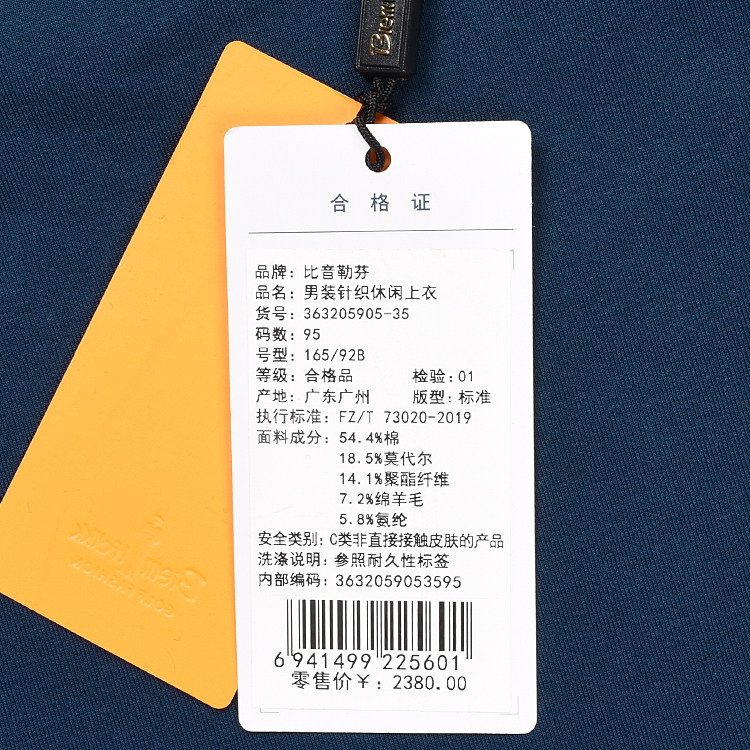 Biem
合格证
品牌：比音勒芬
品名：男装针织休闲上衣
货号：363205905-35
码数：95
号型：165/92B
等级：合格品 检验：01
产地：广东广州 版型：标准
执行标准：FZ/T 73020-2019
面料成分：54.4%棉
18.5%莫代尔
14.1%聚酯纤维
7.2%绵羊毛
5.8%氨纶
安全类别：C类非直接接触皮肤的产品
洗涤说明：参照耐久性标签
内部编码：3632059053595
6 941499 225601
零售价￥：2380.00